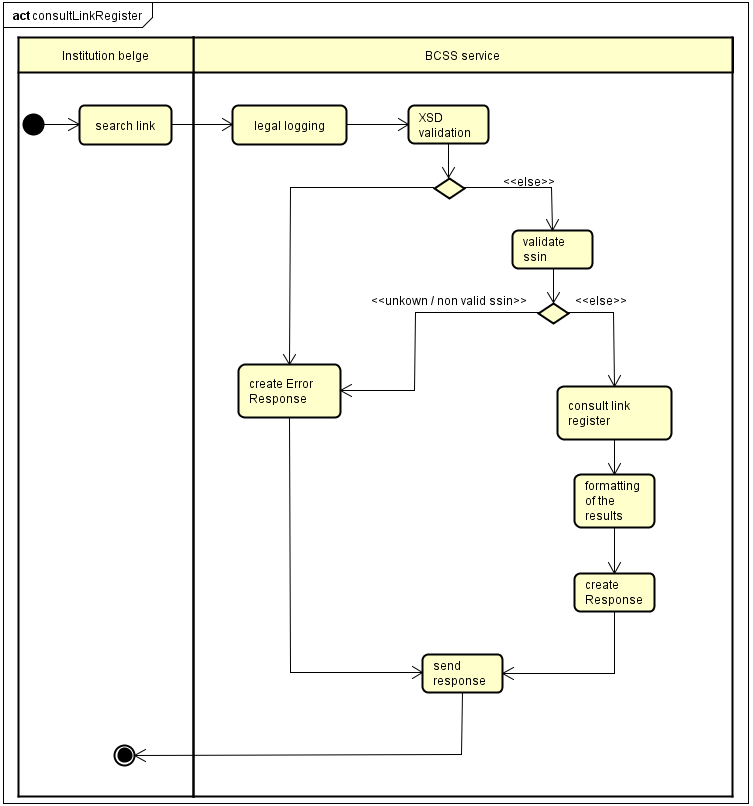 act consultLinkRegister
Institution belge
BCSS service
search link
legal logging
XSD
validation
<<else>>
validate
ssin
<<unkown / non valid ssin>>
<<else>>
create Error
Response
consult link
register
formatting
of the
results
create
Response
send
response